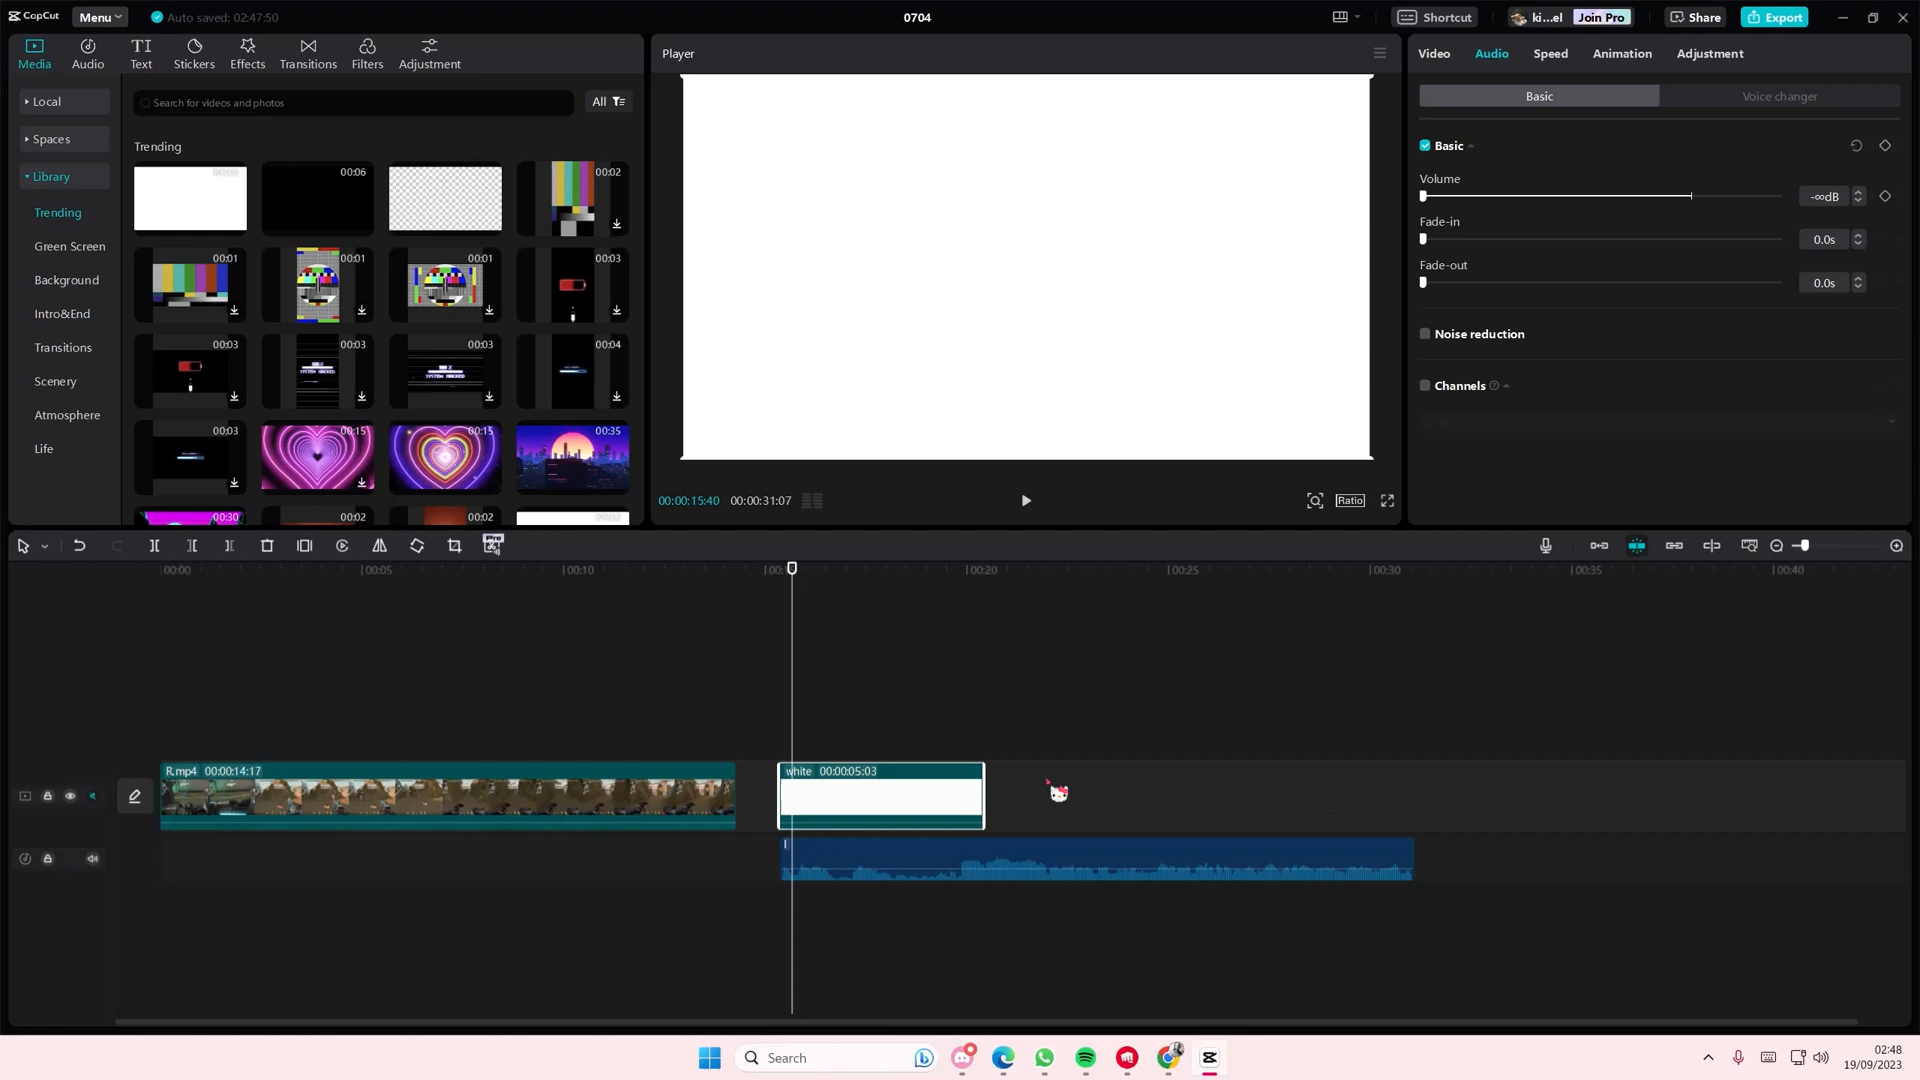 CapCut
Menu
Auto saved: 02:47:50
0704
Shortcut
ki...el
Join Pro
Share
Export
Media
Audio
Text
Stickers
Effects
Transitions
Filters
Adjustment
Local
Spaces
Library
Trending
Green Screen
Background
Intro&End
Transitions
Scenery
Atmosphere
Life
Search for videos and photos
All
Trending
00:06
00:02
00:01
00:01
00:01
00:03
00:03
00:03
00:03
00:04
SYSTEM HACKED
SYSTEM HACKED
00:03
00:15
00:15
00:35
00:30
00:02
00:02
Player
00:00:15:40
00:00:31:07
Ratio
Video
Audio
Speed
Animation
Adjustment
Basic
Voice changer
Basic
Volume
-∞dB
Fade-in
0.0s
Fade-out
0.0s
Noise reduction
Channels
Pro
00:00
00:05
00:10
00:20
00:25
00:30
00:35
00:40
R.mp4 00:00:14:17
white 00:00:05:03
Search
02:48
19/09/2023